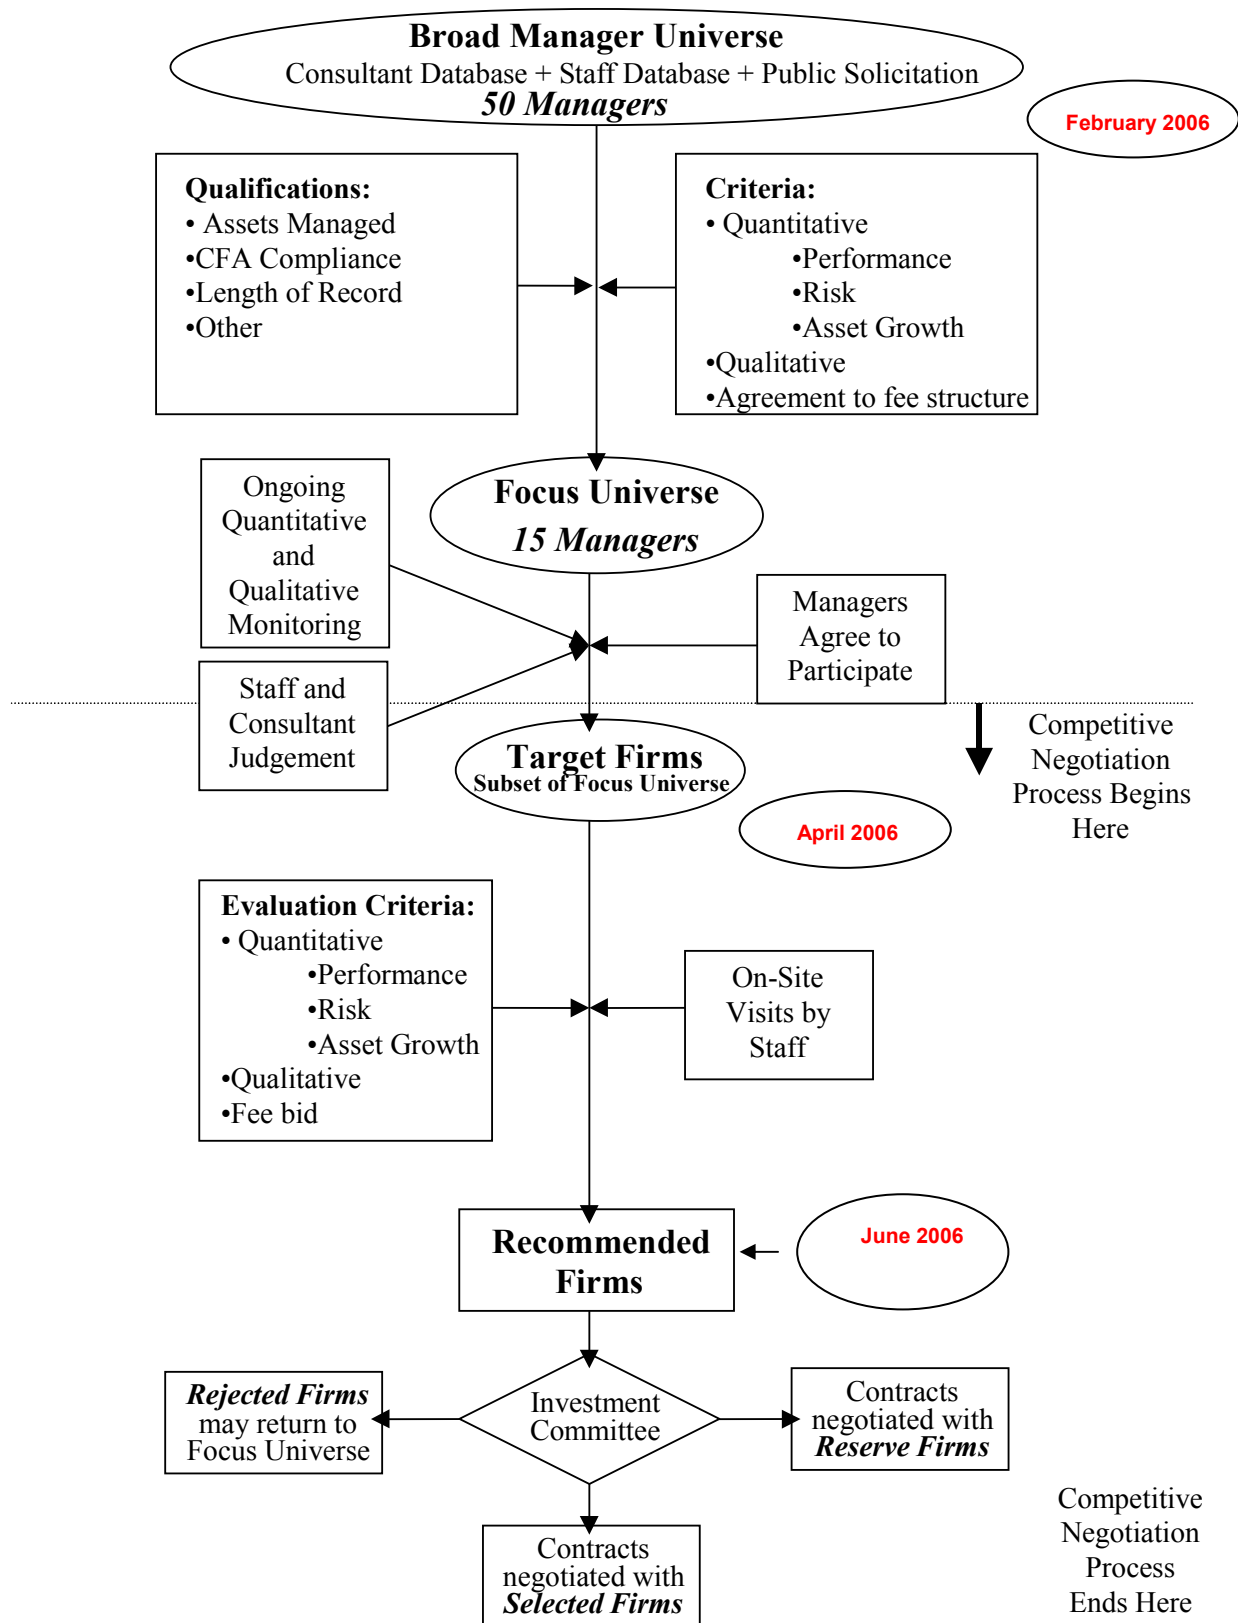 Broad Manager Universe
Consultant Database + Staff Database + Public Solicitation
50 Managers
February 2006
Qualifications:
• Assets Managed
•CFA Compliance
•Length of Record
•Other
Criteria:
• Quantitative
•Performance
•Risk
•Asset Growth
•Qualitative
•Agreement to fee structure
Focus Universe
15 Managers
Ongoing
Quantitative
and
Qualitative
Monitoring
Managers
Agree to
Participate
Staff and
Consultant
Judgement
Target Firms
Subset of Focus Universe
Competitive
Negotiation
Process Begins
Here
April 2006
Evaluation Criteria:
• Quantitative
•Performance
•Risk
•Asset Growth
•Qualitative
•Fee bid
On-Site
Visits by
Staff
Recommended
Firms
June 2006
Rejected Firms
may return to
Focus Universe
Investment
Committee
Contracts
negotiated with
Reserve Firms
Contracts
negotiated with
Selected Firms
Competitive
Negotiation
Process
Ends Here